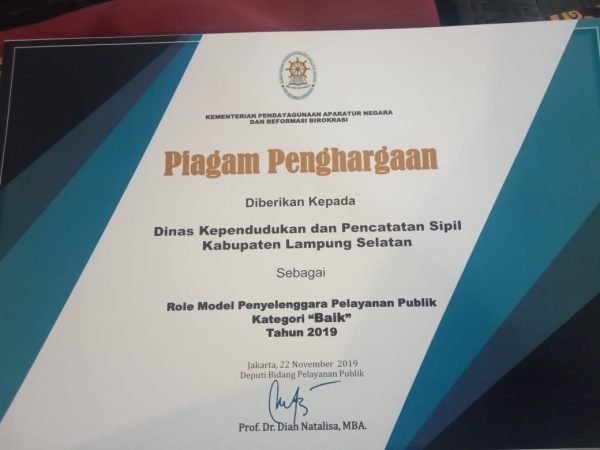 KEMENTERIAN PENDAYAGUNAAN APARATUR NEGARA
DAN REFORMASI BIROKRASI
Piagam Penghargaan
Diberikan Kepada
Dinas Kependudukan dan Pencatatan Sipil
Kabupaten Lampung Selatan
Sebagai
Role Model Penyelenggara Pelayanan Publik
Kategori “Baik”
Tahun 2019
Jakarta, 22 November 2019
Deputi Bidang Pelayanan Publik
Prof. Dr. Diah Natalisa, MBA.